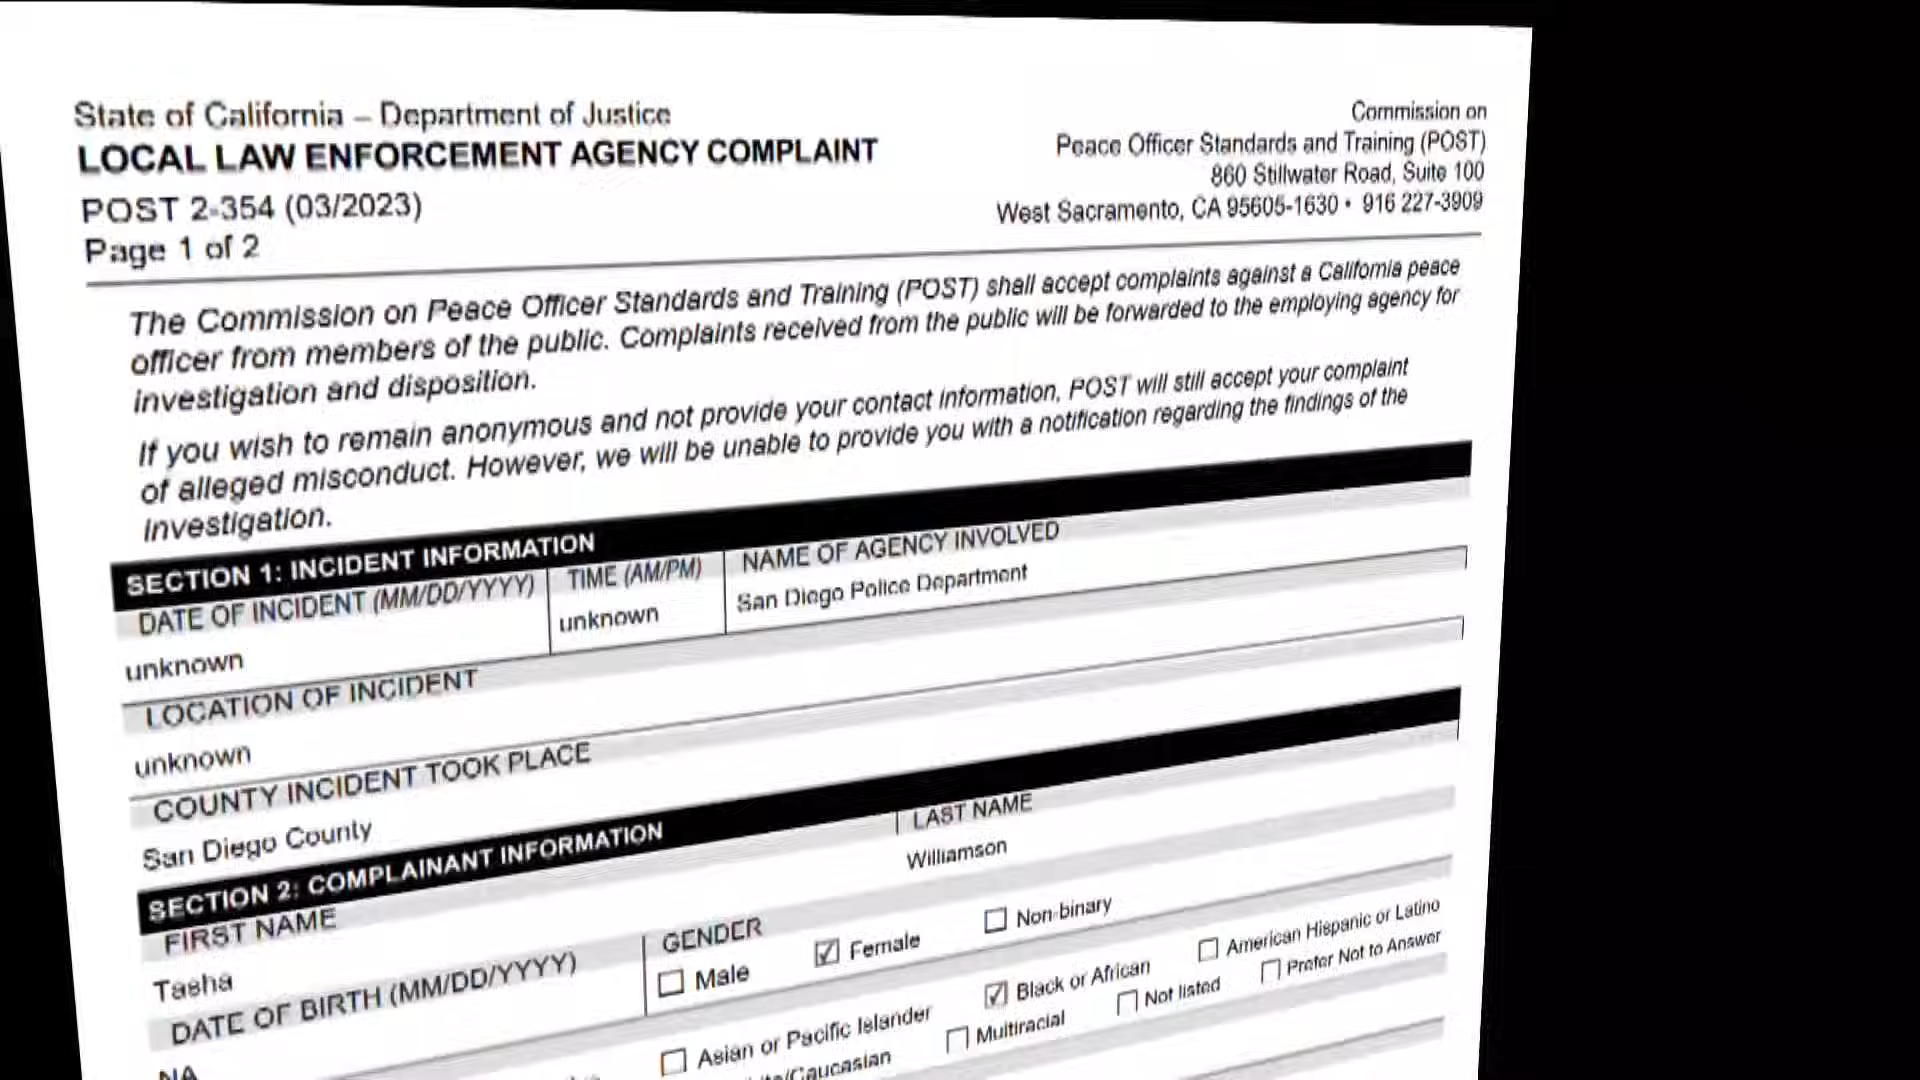 State of California – Department of Justice
LOCAL LAW ENFORCEMENT AGENCY COMPLAINT
POST 2-354 (03/2023)
Page 1 of 2
Commission on
Peace Officer Standards and Training (POST)
860 Stillwater Road, Suite 100
West Sacramento, CA 95605-1630 • 916 227-3909
The Commission on Peace Officer Standards and Training (POST) shall accept complaints against a California peace
officer from members of the public. Complaints received from the public will be forwarded to the employing agency for
investigation and disposition.
If you wish to remain anonymous and not provide your contact information, POST will still accept your complaint
of alleged misconduct. However, we will be unable to provide you with a notification regarding the findings of the
investigation.
SECTION 1: INCIDENT INFORMATION
DATE OF INCIDENT (MM/DD/YYYY)
unknown
TIME (AM/PM)
unknown
NAME OF AGENCY INVOLVED
San Diego Police Department
LOCATION OF INCIDENT
unknown
COUNTY INCIDENT TOOK PLACE
San Diego County
SECTION 2: COMPLAINANT INFORMATION
FIRST NAME
Tasha
LAST NAME
Williamson
DATE OF BIRTH (MM/DD/YYYY)
NA
GENDER
Male
Female
Non-binary
Black or African
American Hispanic or Latino
Asian or Pacific Islander
Multiracial
Not listed
Prefer Not to Answer